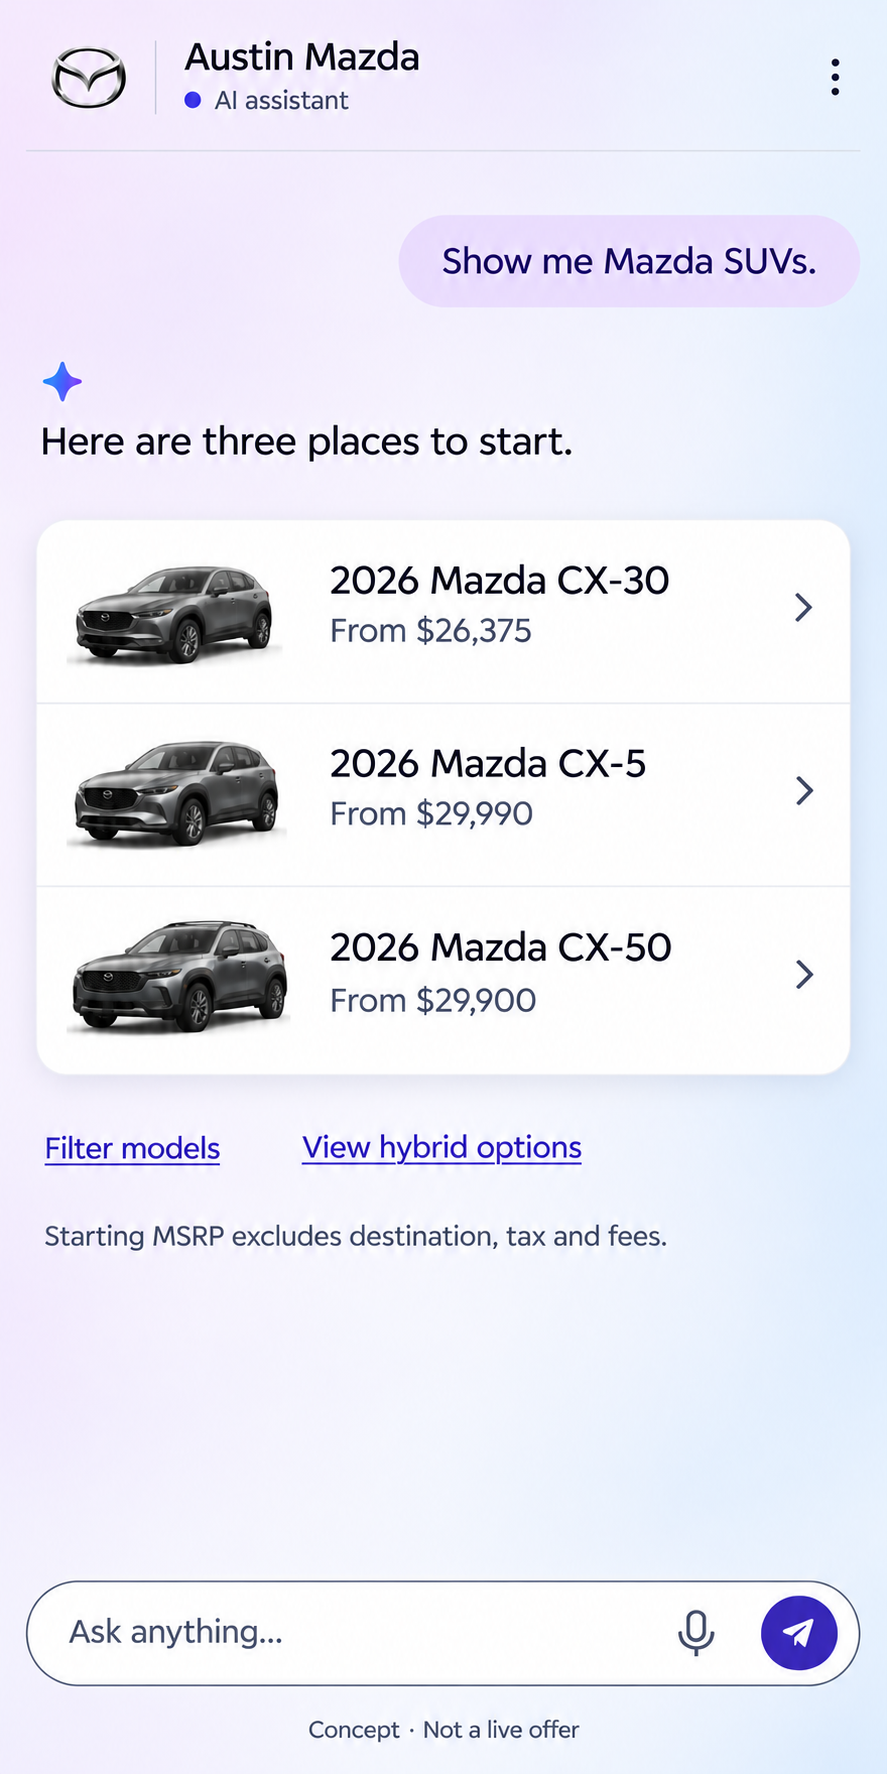 Austin Mazda
AI assistant
Show me Mazda SUVs.
Here are three places to start.
2026 Mazda CX-30
From $26,375
2026 Mazda CX-5
From $29,990
2026 Mazda CX-50
From $29,900
Filter models
View hybrid options
Starting MSRP excludes destination, tax and fees.
Ask anything...
Concept · Not a live offer